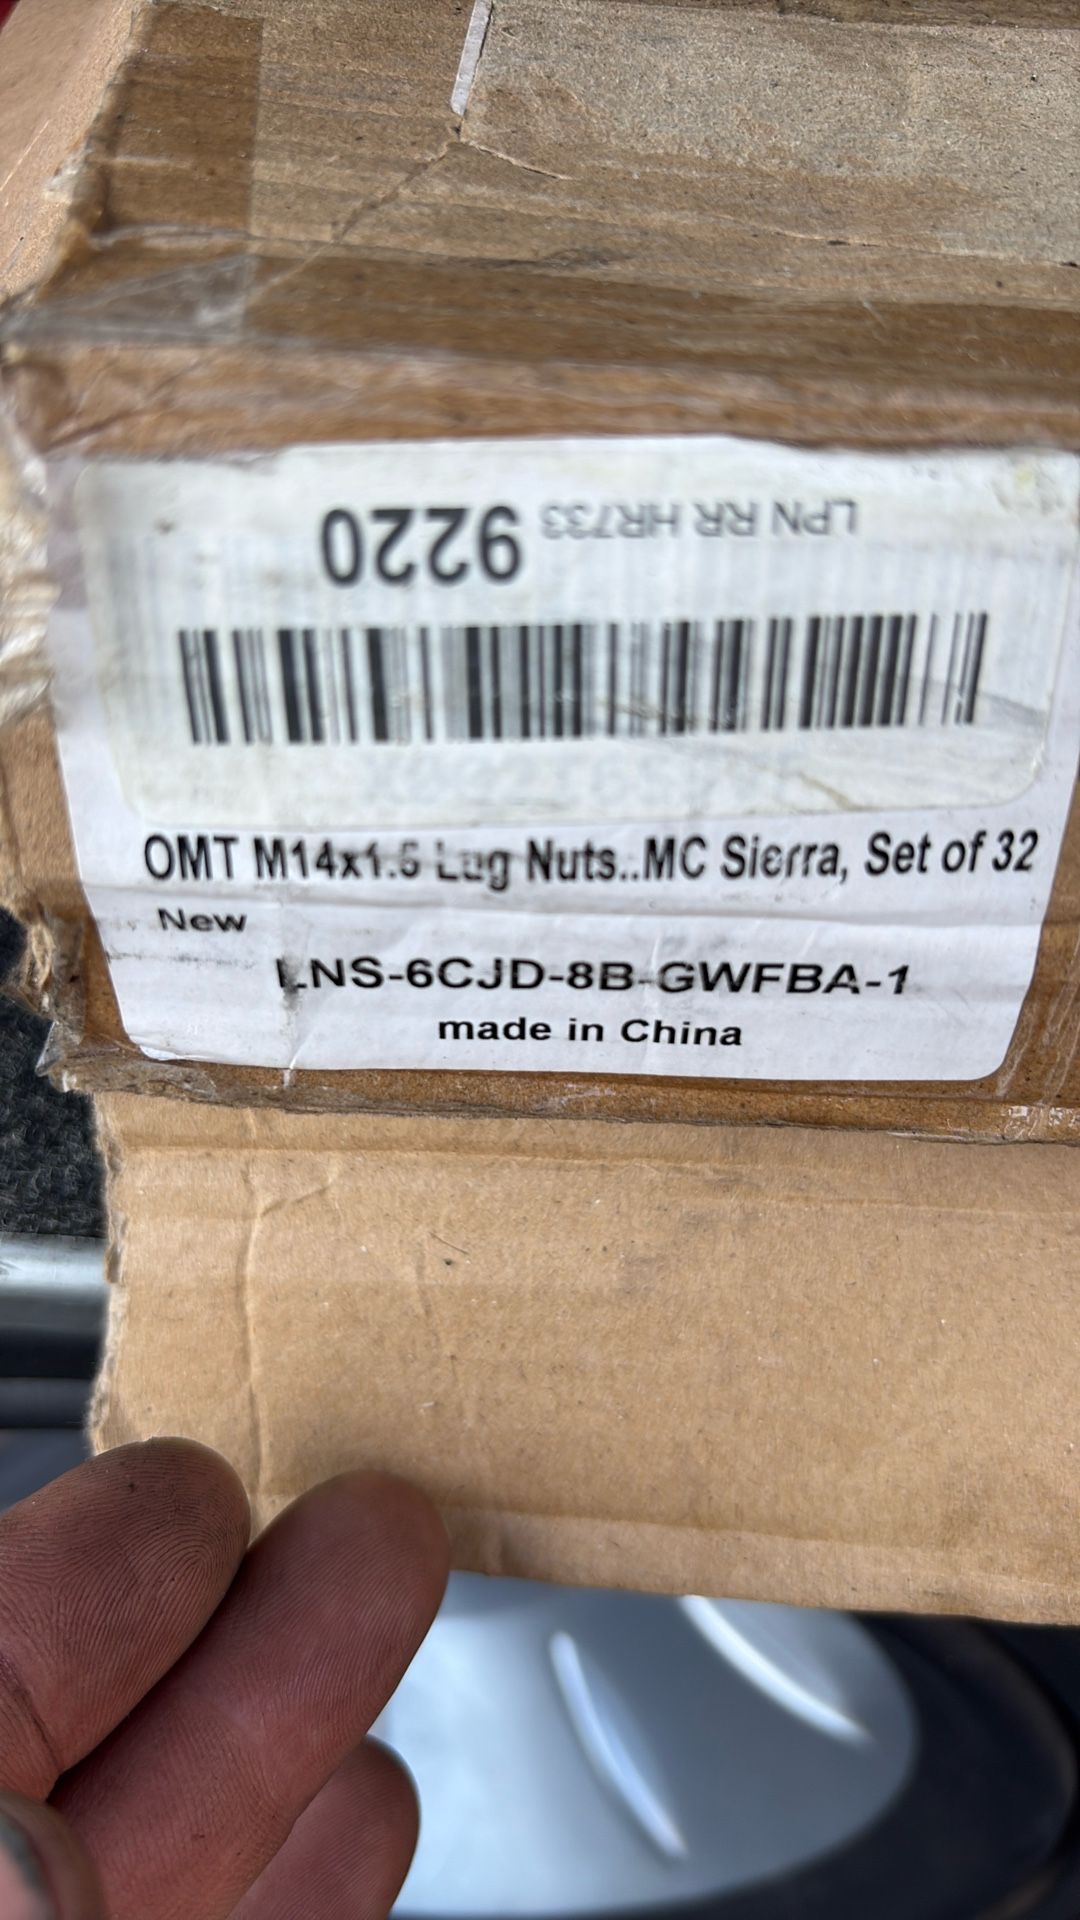 LPN RR HR733 9220
OMT M14x1.5 Lug Nuts..MC Sierra, Set of 32
New
LNS-6CJD-8B-GWFBA-1
made in China